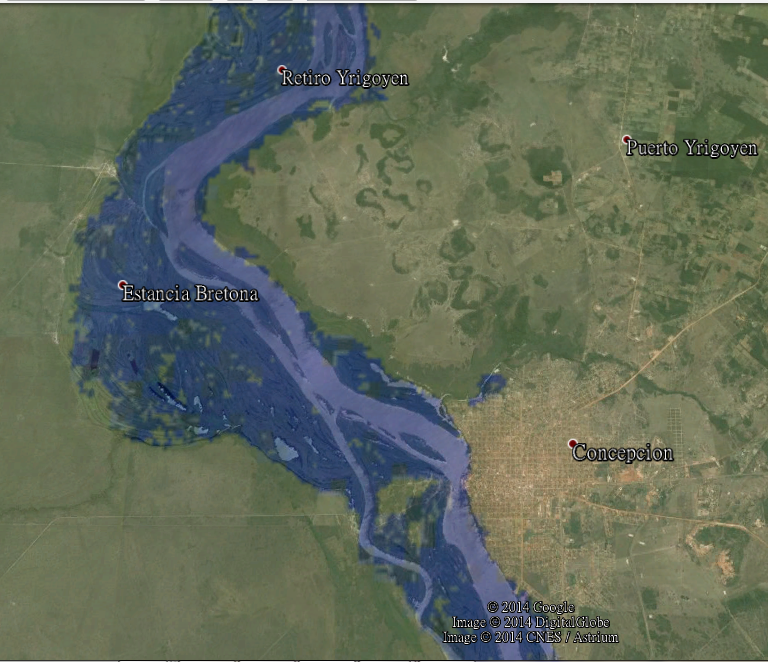 Retiro Yrigoyen
Puerto Yrigoyen
Estancia Bretona
Concepcion
© 2014 Google
Image © 2014 DigitalGlobe
Image © 2014 CNES / Astrium